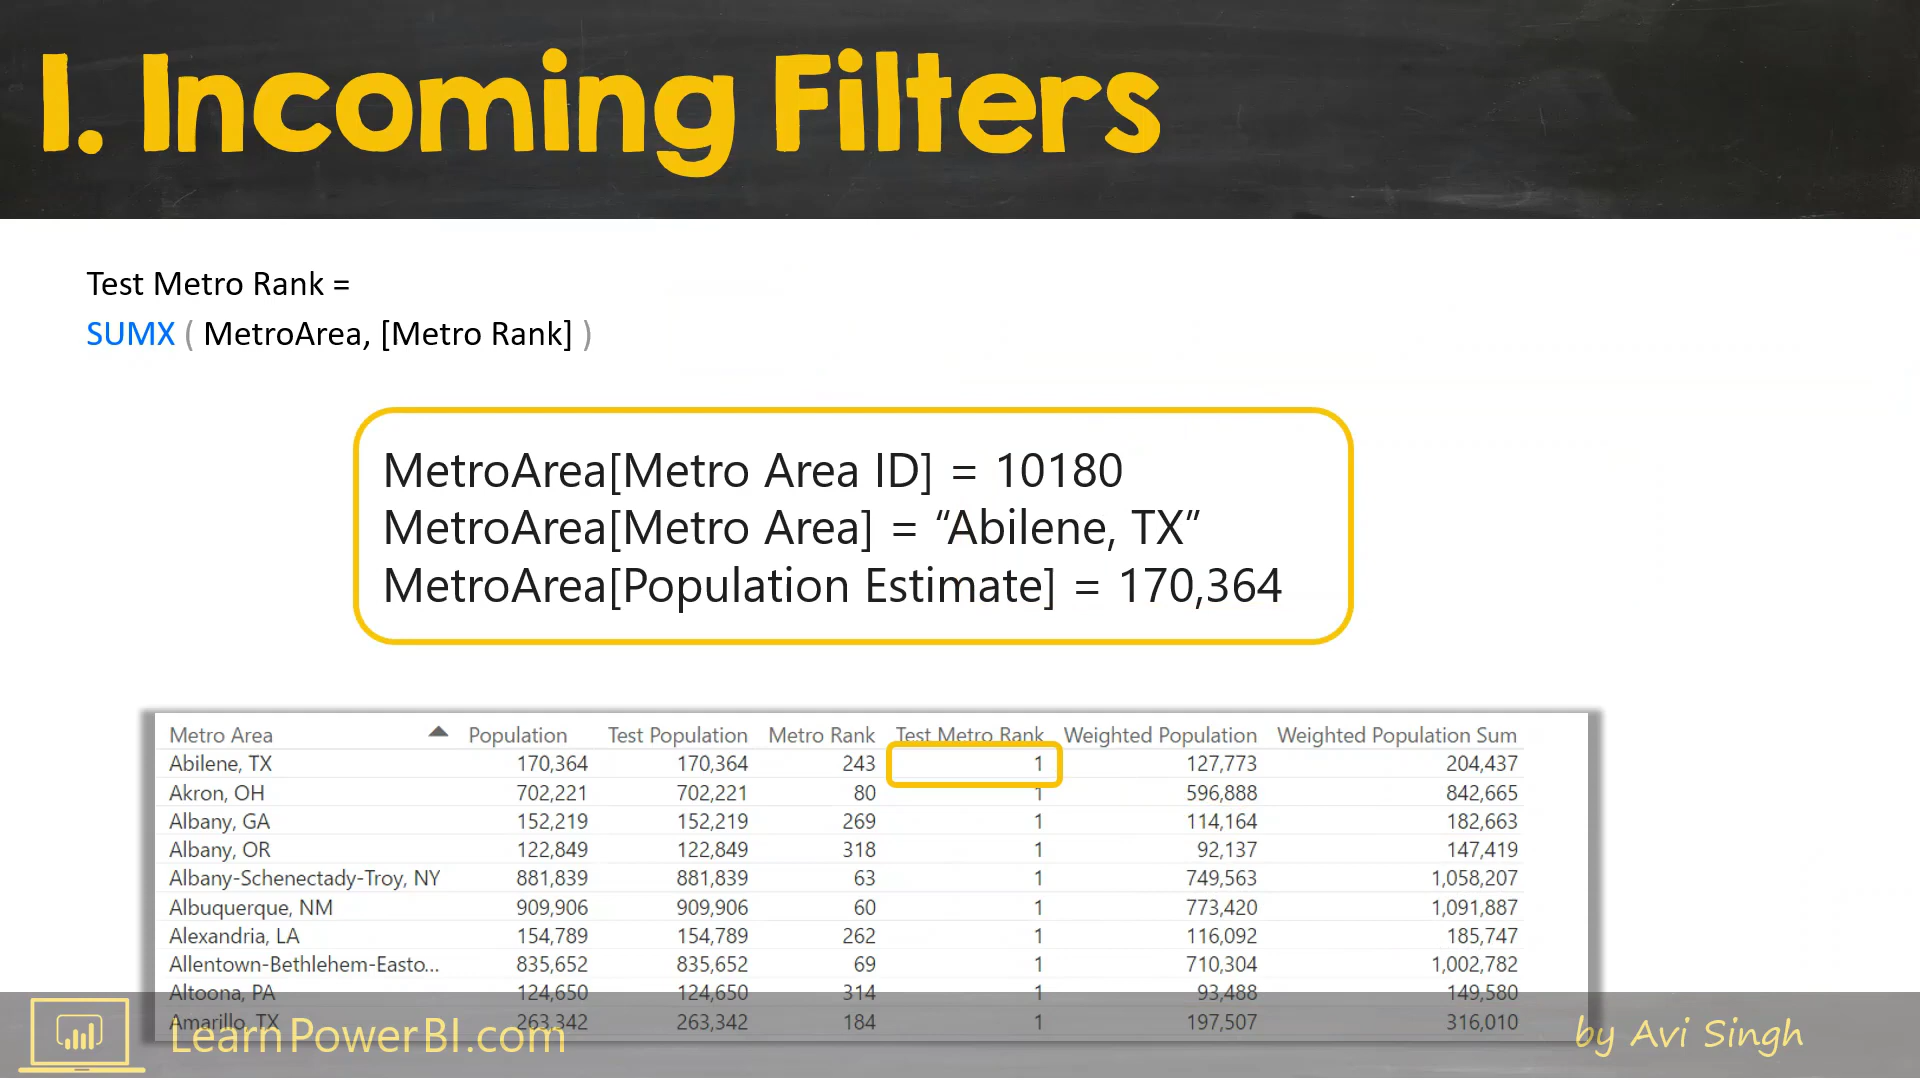 1. Incoming Filters
Test Metro Rank =
SUMX ( MetroArea, [Metro Rank] )
MetroArea[Metro Area ID] = 10180
MetroArea[Metro Area] = “Abilene, TX”
MetroArea[Population Estimate] = 170,364
Metro Area Population Test Population Metro Rank Test Metro Rank Weighted Population Weighted Population Sum
Abilene, TX 170,364 170,364 243 1 127,773 204,437
Akron, OH 702,221 702,221 80 1 596,888 842,665
Albany, GA 152,219 152,219 269 1 114,164 182,663
Albany, OR 122,849 122,849 318 1 92,137 147,419
Albany-Schenectady-Troy, NY 881,839 881,839 63 1 749,563 1,058,207
Albuquerque, NM 909,906 909,906 60 1 773,420 1,091,887
Alexandria, LA 154,789 154,789 262 1 116,092 185,747
Allentown-Bethlehem-Easto... 835,652 835,652 69 1 710,304 1,002,782
Altoona, PA 124,650 124,650 314 1 93,488 149,580
Amarillo, TX 263,342 263,342 184 1 197,507 316,010
LearnPowerBI.com
by Avi Singh